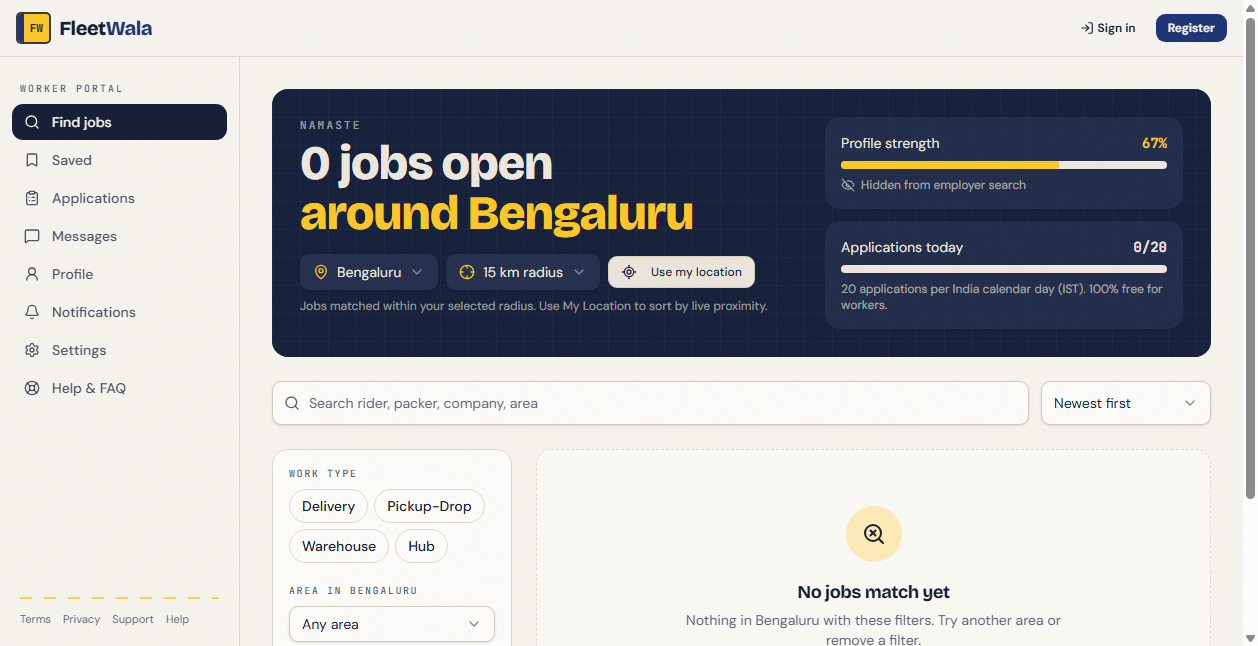 FW FleetWala
Sign in
Register
WORKER PORTAL
Find jobs
Saved
Applications
Messages
Profile
Notifications
Settings
Help & FAQ
Terms Privacy Support Help
NAMASTE
0 jobs open
around Bengaluru
Bengaluru
15 km radius
Use my location
Jobs matched within your selected radius. Use My Location to sort by live proximity.
Profile strength 67%
Hidden from employer search
Applications today 0/20
20 applications per India calendar day (IST). 100% free for
workers.
Search rider, packer, company, area
Newest first
WORK TYPE
Delivery Pickup-Drop
Warehouse Hub
AREA IN BENGALURU
Any area
No jobs match yet
Nothing in Bengaluru with these filters. Try another area or
remove a filter.